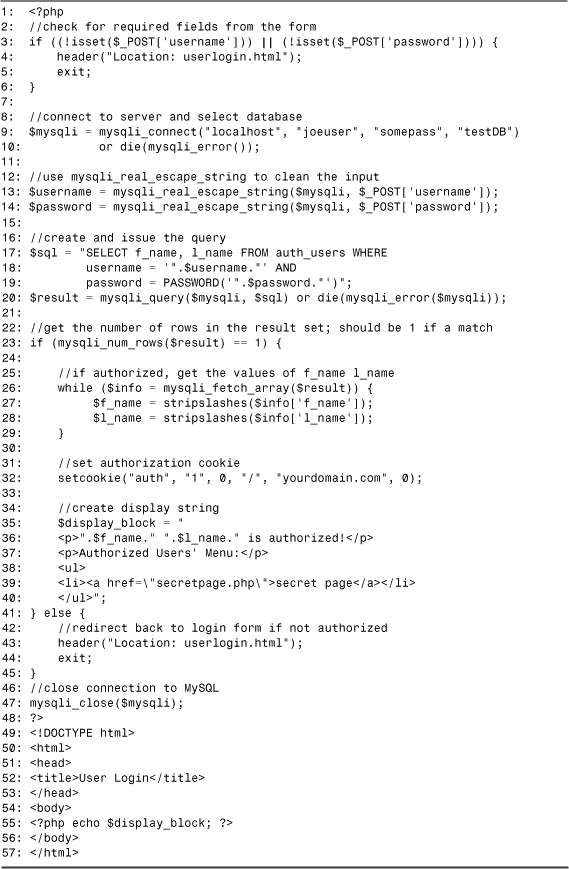 1: <?php
2: //check for required fields from the form
3: if ((!isset($_POST['username'])) || (!isset($_POST['password']))) {
4:     header("Location: userlogin.html");
5:     exit;
6: }
7:
8: //connect to server and select database
9: $mysqli = mysqli_connect("localhost", "joeuser", "somepass", "testDB")
10:          or die(mysqli_error());
11:
12: //use mysqli_real_escape_string to clean the input
13: $username = mysqli_real_escape_string($mysqli, $_POST['username']);
14: $password = mysqli_real_escape_string($mysqli, $_POST['password']);
15:
16: //create and issue the query
17: $sql = "SELECT f_name, l_name FROM auth_users WHERE
18:         username = '".$username."' AND
19:         password = PASSWORD('".$password."')";
20: $result = mysqli_query($mysqli, $sql) or die(mysqli_error($mysqli));
21:
22: //get the number of rows in the result set; should be 1 if a match
23: if (mysqli_num_rows($result) == 1) {
24:
25:     //if authorized, get the values of f_name l_name
26:     while ($info = mysqli_fetch_array($result)) {
27:          $f_name = stripslashes($info['f_name']);
28:          $l_name = stripslashes($info['l_name']);
29:     }
30:
31:     //set authorization cookie
32:     setcookie("auth", "1", 0, "/", "yourdomain.com", 0);
33:
34:     //create display string
35:     $display_block = "
36:     <p>".$f_name." ".$l_name." is authorized!</p>
37:     <p>Authorized Users' Menu:</p>
38:     <ul>
39:     <li><a href=\"secretpage.php\">secret page</a></li>
40:     </ul>";
41: } else {
42:     //redirect back to login form if not authorized
43:     header("Location: userlogin.html");
44:     exit;
45: }
46: //close connection to MySQL
47: mysqli_close($mysqli);
48: ?>
49: <!DOCTYPE html>
50: <html>
51: <head>
52: <title>User Login</title>
53: </head>
54: <body>
55: <?php echo $display_block; ?>
56: </body>
57: </html>